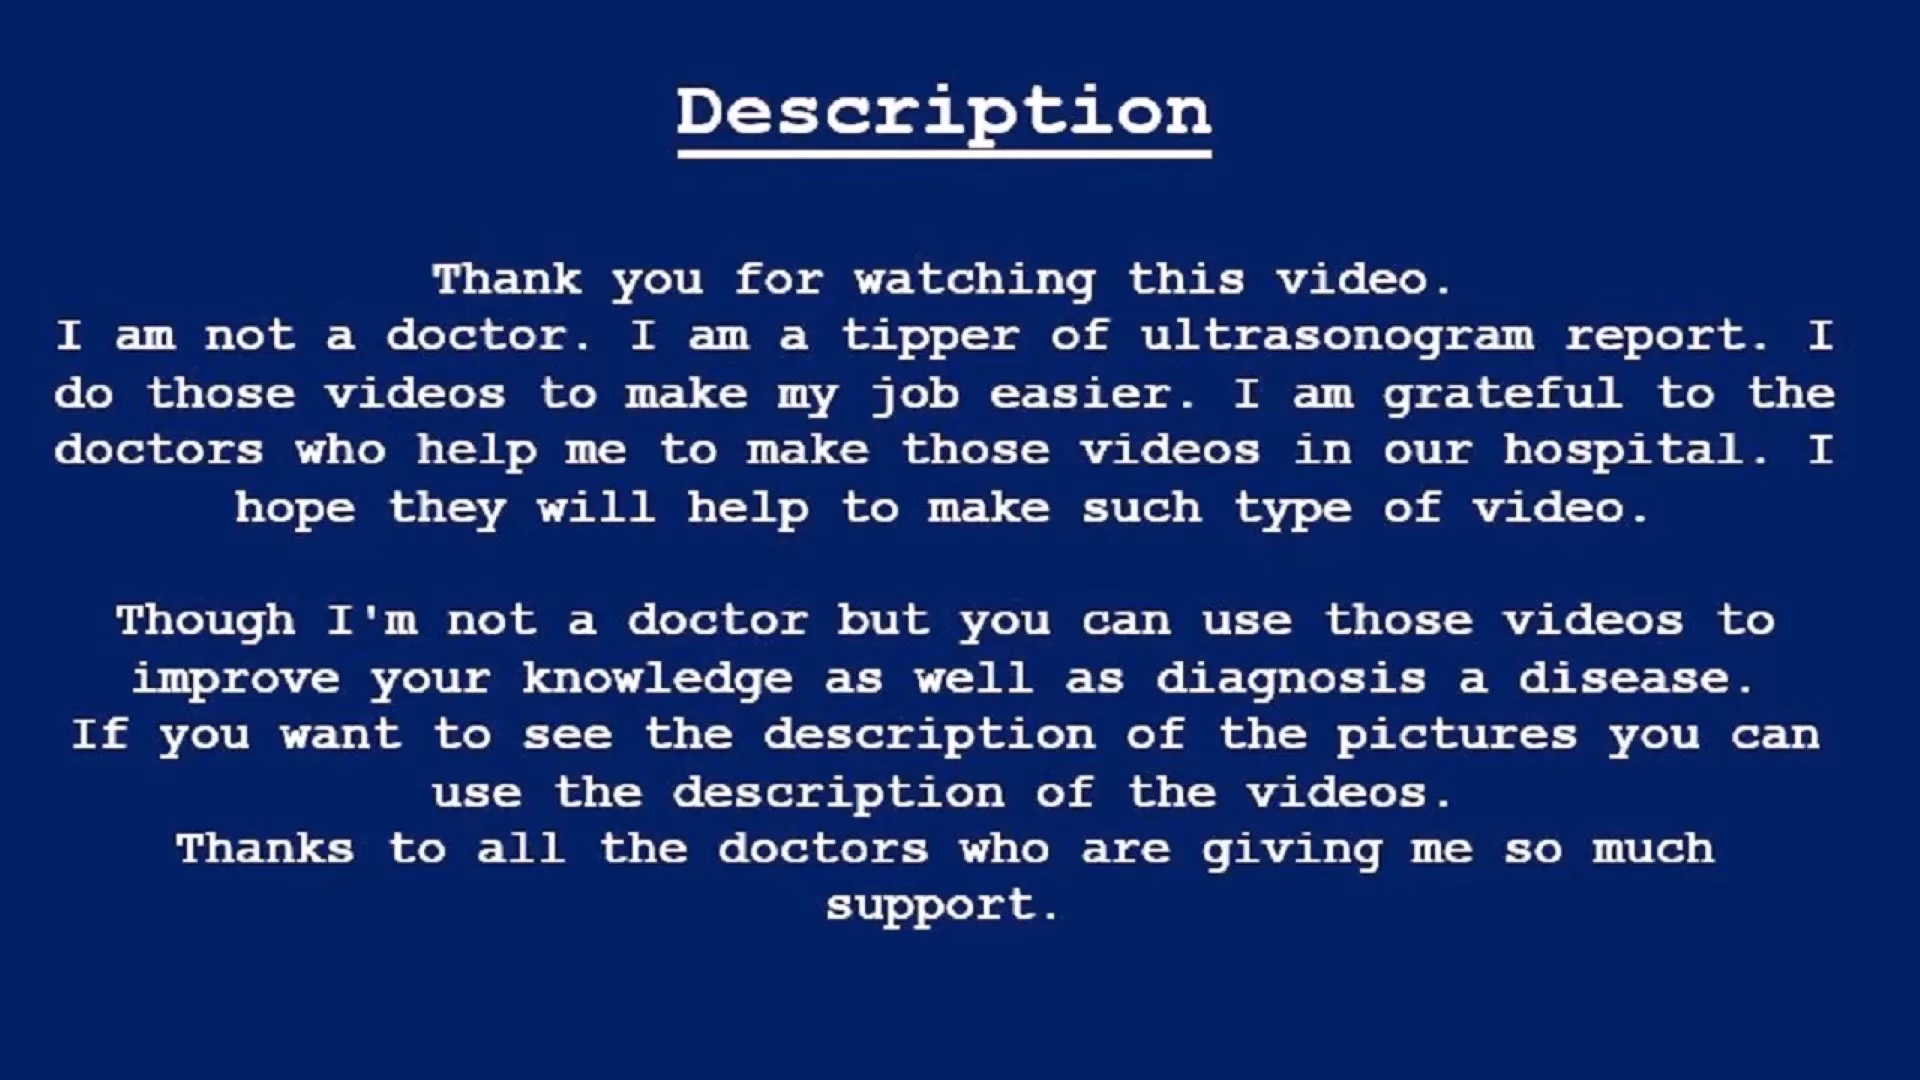 Description
Thank you for watching this video.
I am not a doctor. I am a tipper of ultrasonogram report. I
do those videos to make my job easier. I am grateful to the
doctors who help me to make those videos in our hospital. I
hope they will help to make such type of video.
Though I'm not a doctor but you can use those videos to
improve your knowledge as well as diagnosis a disease.
If you want to see the description of the pictures you can
use the description of the videos.
Thanks to all the doctors who are giving me so much
support.